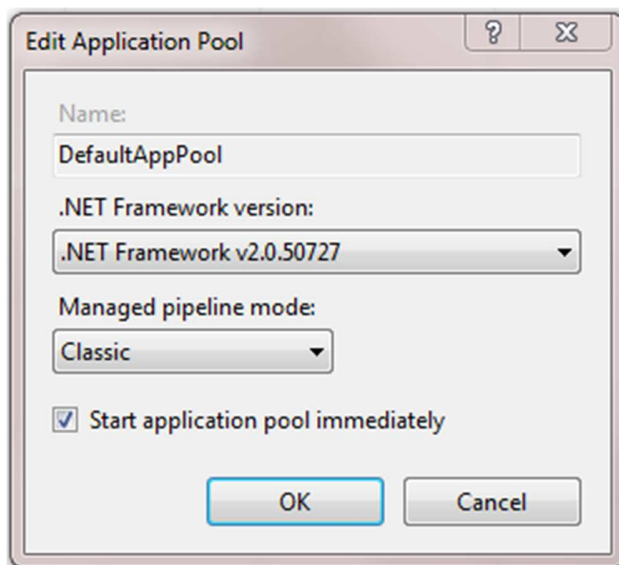 Edit Application Pool
?
Name:
DefaultAppPool
.NET Framework version:
.NET Framework v2.0.50727
Managed pipeline mode:
Classic
Start application pool immediately
OK
Cancel